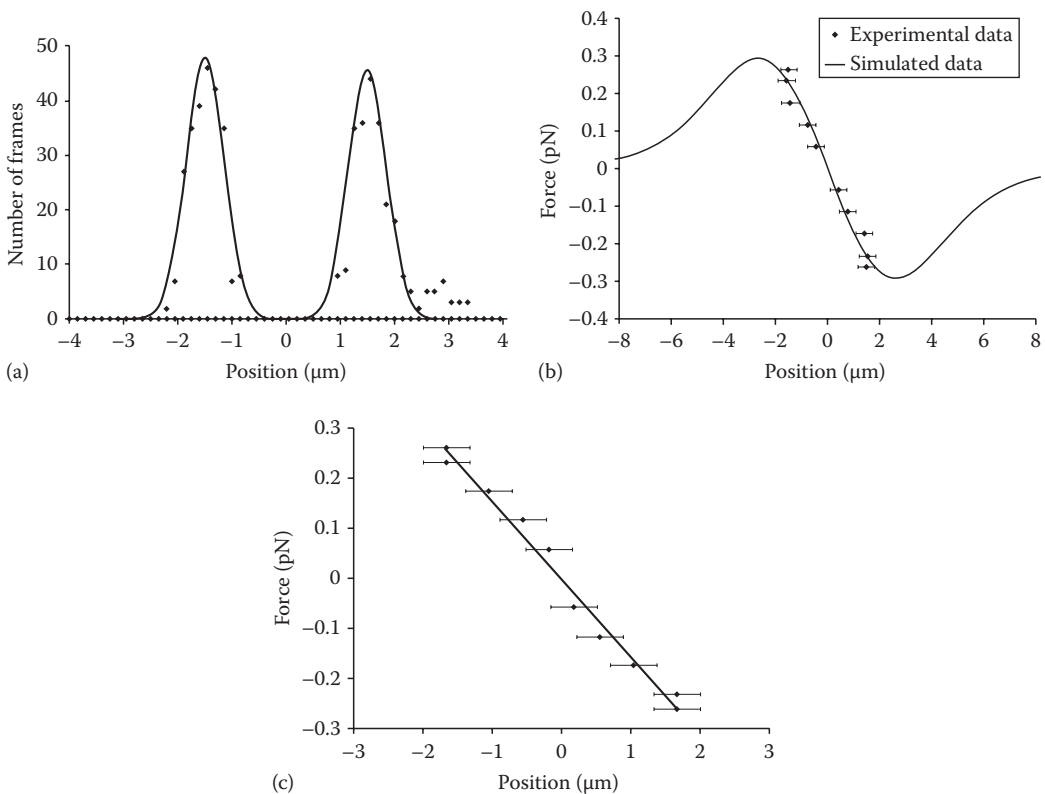 50
40
30
20
10
0
Number of frames
−4 −3 −2 −1 0 1 2 3 4
Position (μm)
(a)
0.4
0.3
0.2
0.1
0
−0.1
−0.2
−0.3
−0.4
Force (pN)
Experimental data
Simulated data
−8 −6 −4 −2 0 2 4 6 8
Position (μm)
(b)
0.3
0.2
0.1
0
−0.1
−0.2
−0.3
Force (pN)
−3 −2 −1 0 1 2 3
Position (μm)
(c)